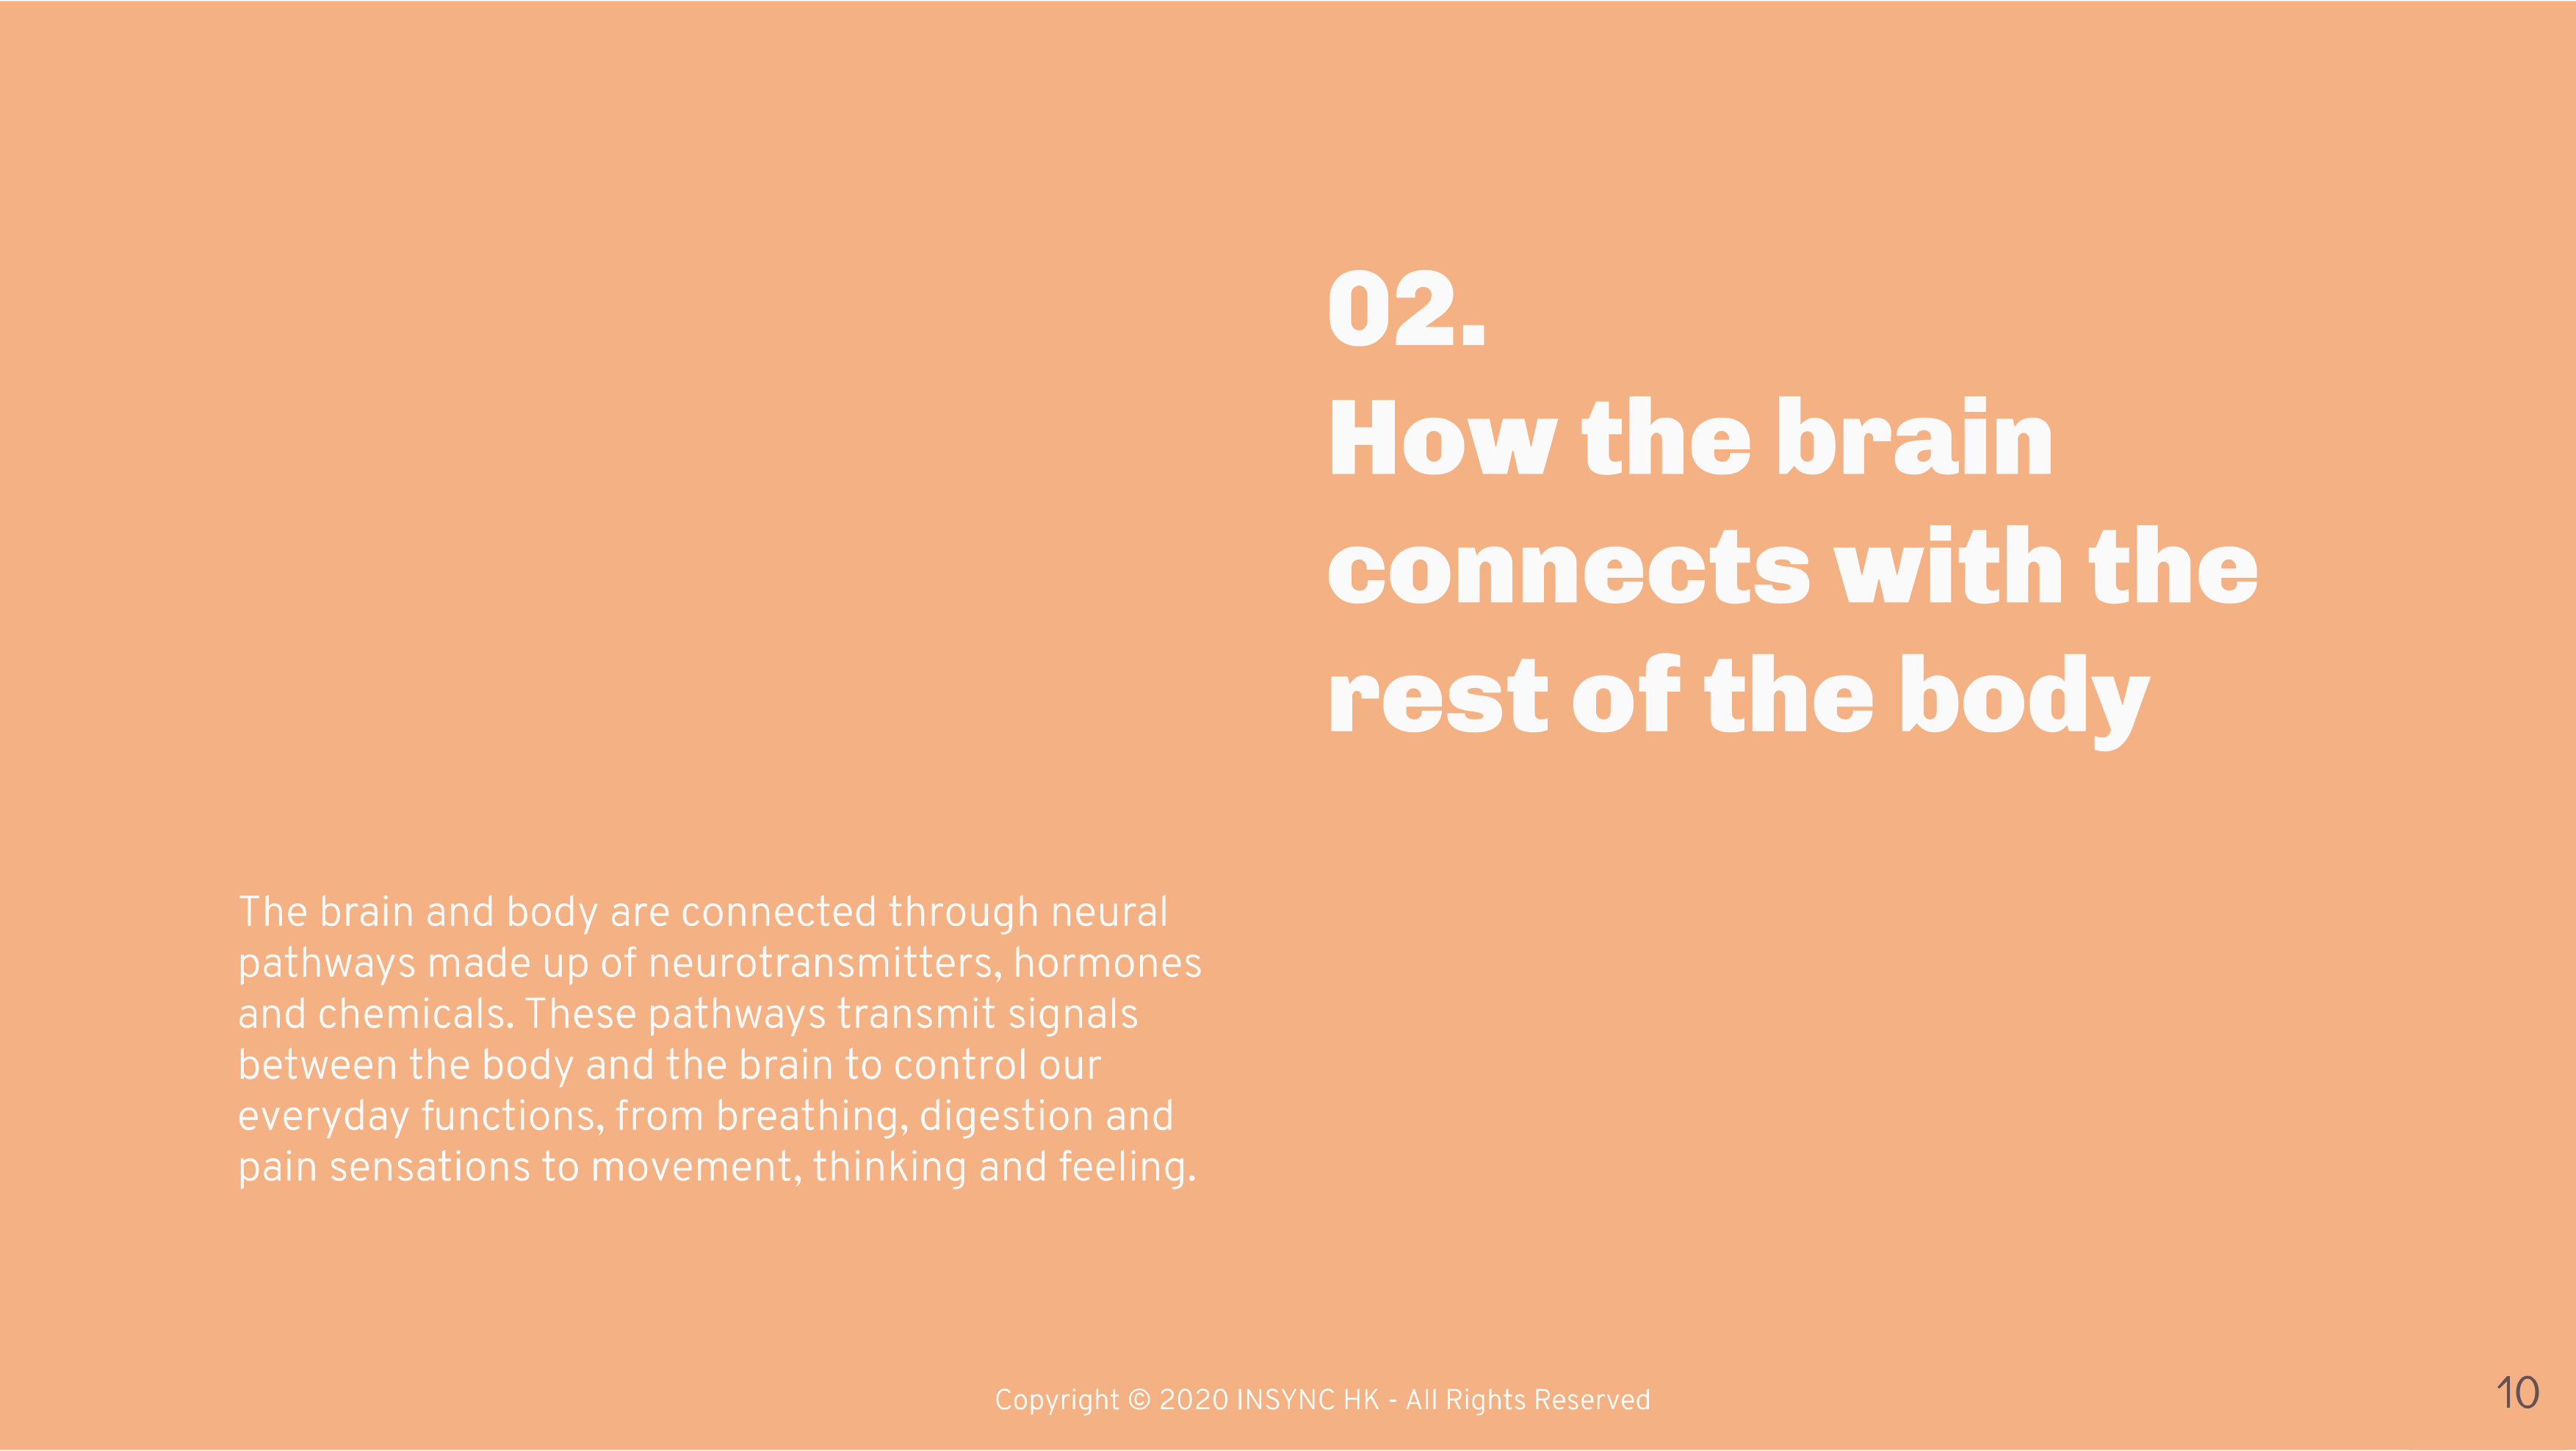 02.
How the brain
connects with the
rest of the body
The brain and body are connected through neural
pathways made up of neurotransmitters, hormones
and chemicals. These pathways transmit signals
between the body and the brain to control our
everyday functions, from breathing, digestion and
pain sensations to movement, thinking and feeling.
Copyright © 2020 INSYNC HK - All Rights Reserved
10